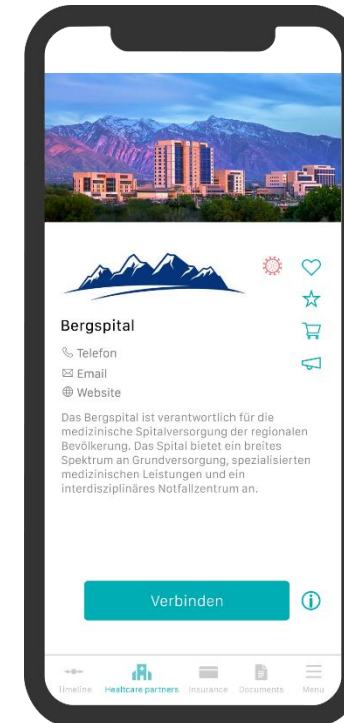 Bergspital
Telefon
Email
Website
Das Bergspital ist verantwortlich für die
medizinische Spitalversorgung der regionalen
Bevölkerung. Das Spital bietet ein breites
Spektrum an Grundversorgung, spezialisierten
medizinischen Leistungen und ein
interdisziplinäres Notfallzentrum an.
Verbinden
Timeline Healtcare partners Insurance Documents Menu